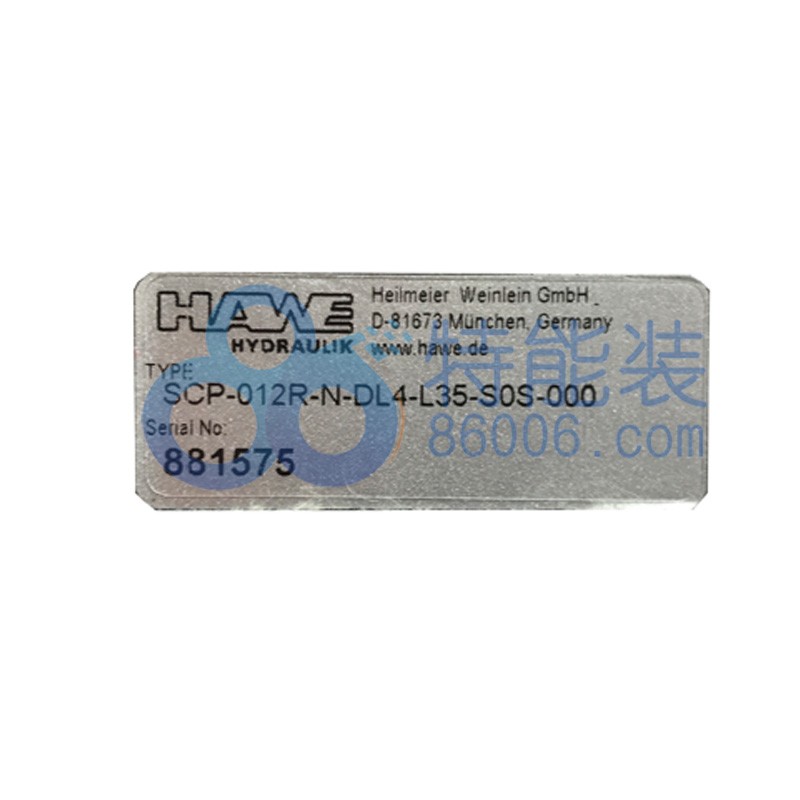 HAWE
HYDRAULIK
Heilmeier Weinlein GmbH
D-81673 München, Germany
www.hawe.de
TYPE
SCP-012R-N-DL4-L35-S0S-000
Serial No:
881575
特能装
86006.com